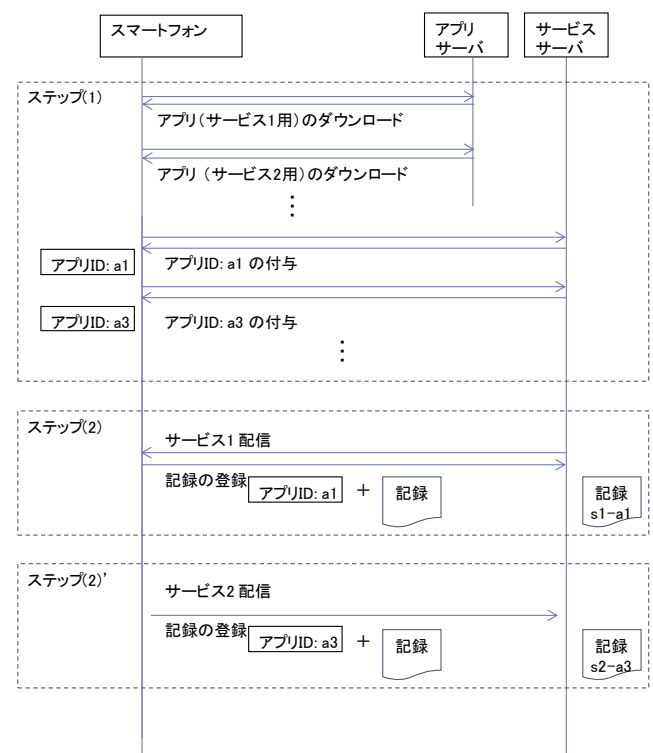 スマートフォン
アプリ
サーバ
サービス
サーバ
ステップ(1)
アプリ(サービス1用)のダウンロード
アプリ (サービス2用)のダウンロード
⋮
アプリID: a1
アプリID: a1 の付与
アプリID: a3
アプリID: a3 の付与
⋮
ステップ(2)
サービス1 配信
記録の登録
アプリID: a1
+
記録
記録
s1-a1
ステップ(2)’
サービス2 配信
記録の登録
アプリID: a3
+
記録
記録
s2-a3